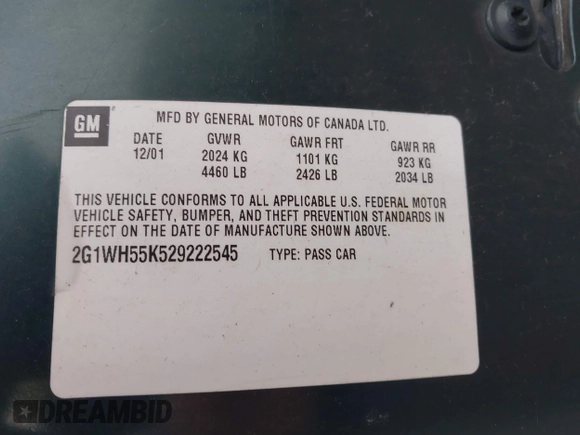 GM
MFD BY GENERAL MOTORS OF CANADA LTD.
DATE GVWR GAWR FRT GAWR RR
12/01 2024 KG 1101 KG 923 KG
4460 LB 2426 LB 2034 LB
THIS VEHICLE CONFORMS TO ALL APPLICABLE U.S. FEDERAL MOTOR
VEHICLE SAFETY, BUMPER, AND THEFT PREVENTION STANDARDS IN
EFFECT ON THE DATE OF MANUFACTURE SHOWN ABOVE.
2G1WH55K529222545 TYPE: PASS CAR
DREAMBID